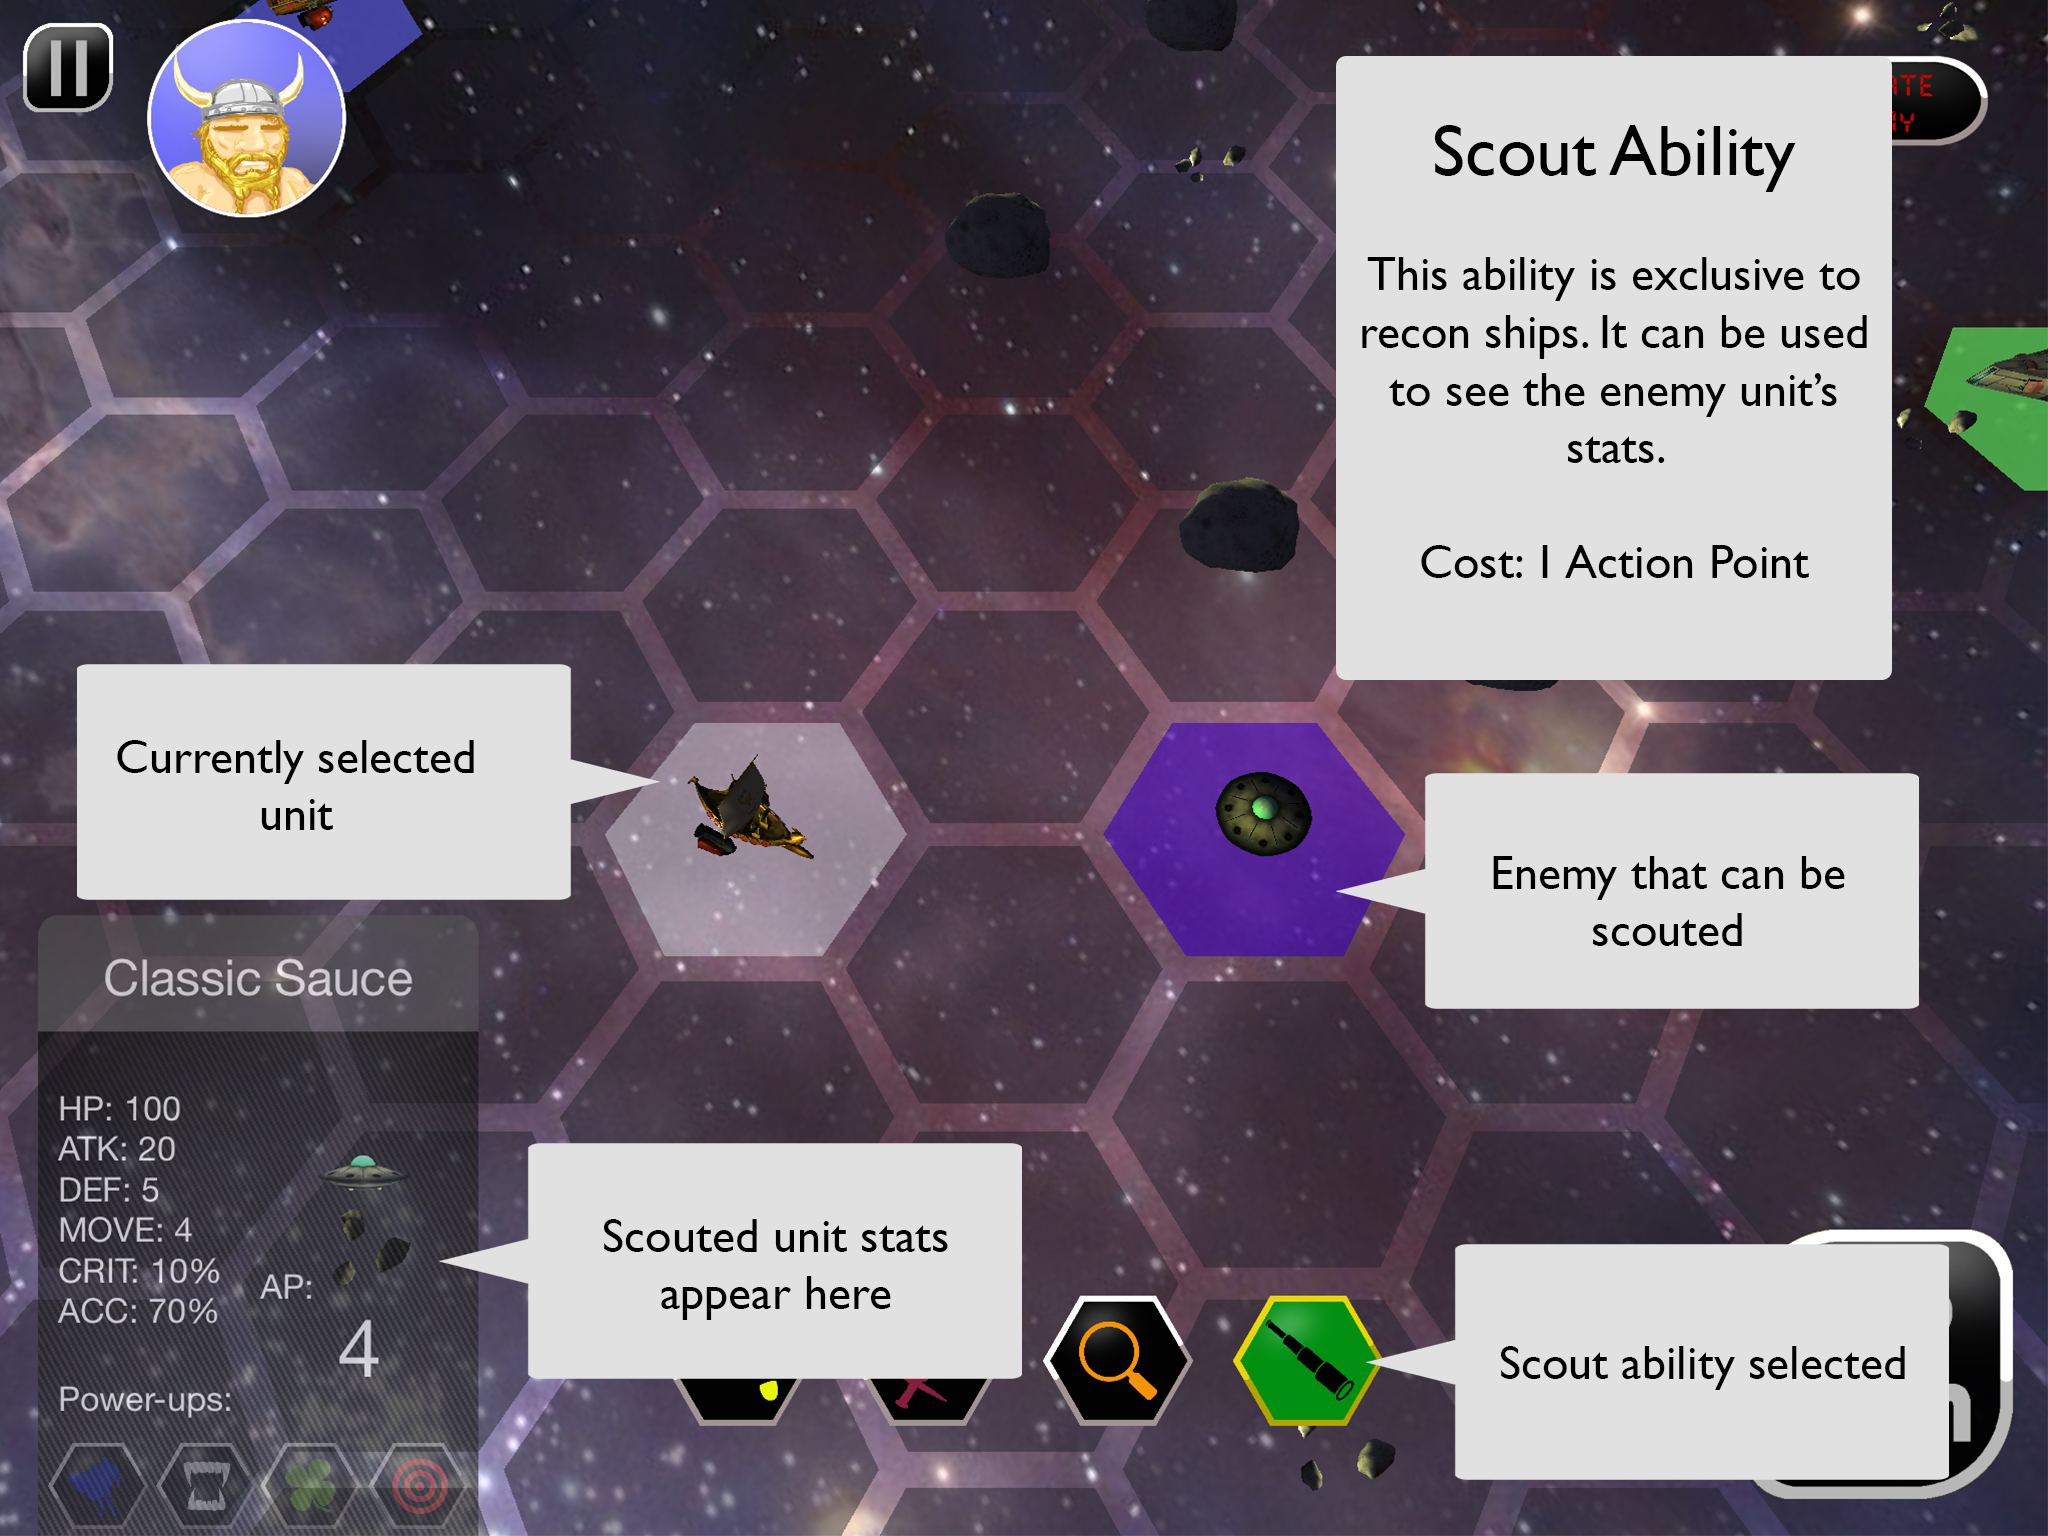 Scout Ability
This ability is exclusive to
recon ships. It can be used
to see the enemy unit's
stats.
Cost: 1 Action Point
Currently selected
unit
Enemy that can be
scouted
Classic Sauce
HP: 100
ATK: 20
DEF: 5
MOVE: 4
CRIT: 10%
ACC: 70%
AP:
4
Power-ups:
Scouted unit stats
appear here
Scout ability selected